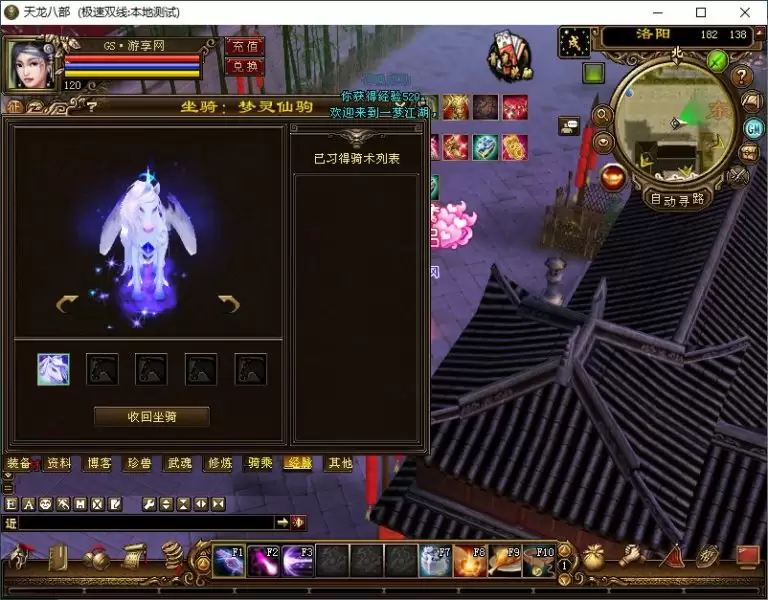 天龙八部 (极速双线:本地测试)
GS·游享网
充值
兑换
120
洛阳
182 138
北
东
GM
自动寻路
你获得经验520。
欢迎来到一梦江湖,
坐骑：梦灵仙驹
已习得骑术列表
收回坐骑
装备 资料 博客 珍兽 武魂 修炼 骑乘 经脉 其他
近
F1 F2 F3 F7 F8 F9 F10
1